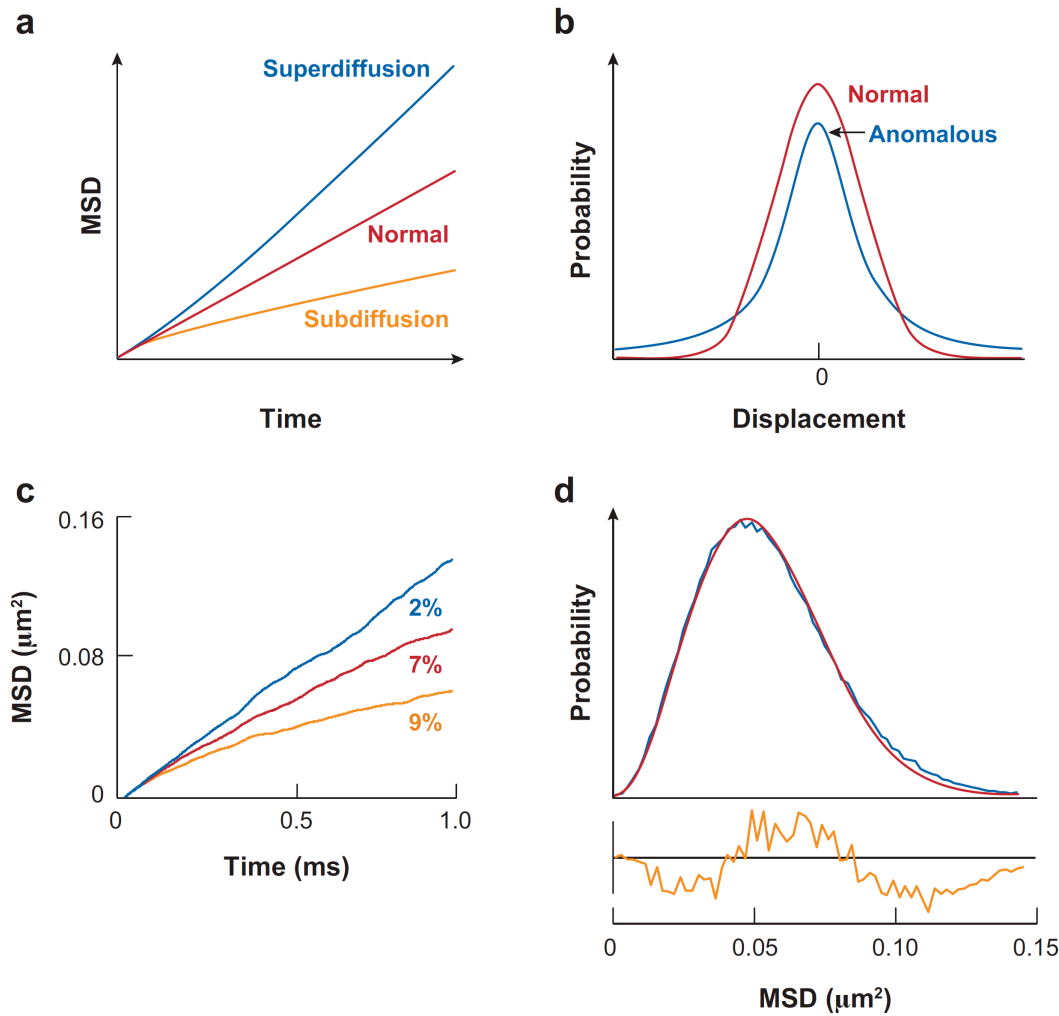 a
Superdiffusion
Normal
Subdiffusion
MSD
Time
b
Normal
Anomalous
Probability
0
Displacement
c
0.16
0.08
0
MSD (μm²)
2%
7%
9%
0
0.5
1.0
Time (ms)
d
Probability
0
0.05
0.10
0.15
MSD (μm²)